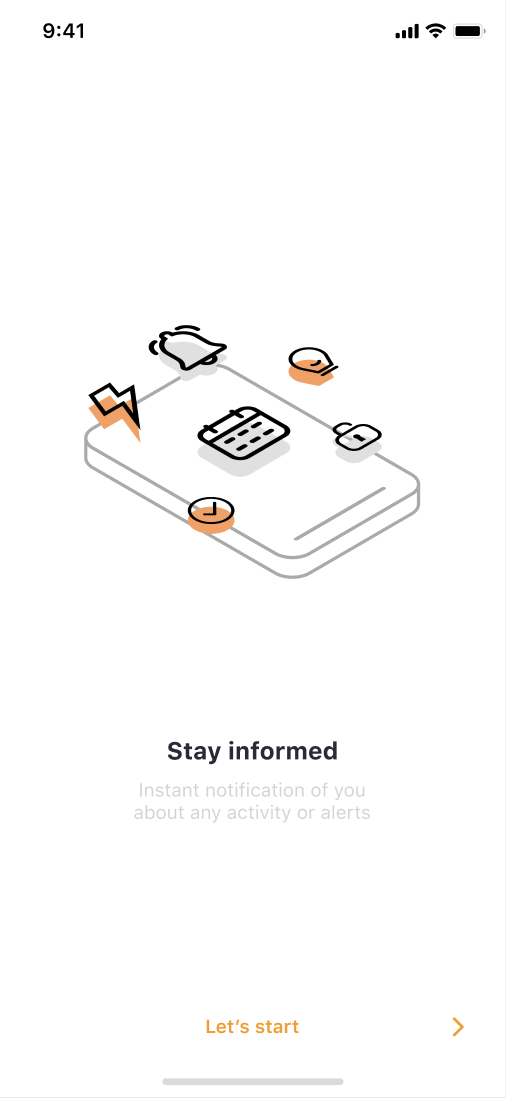 9:41
Stay informed
Instant notification of you
about any activity or alerts
Let’s start